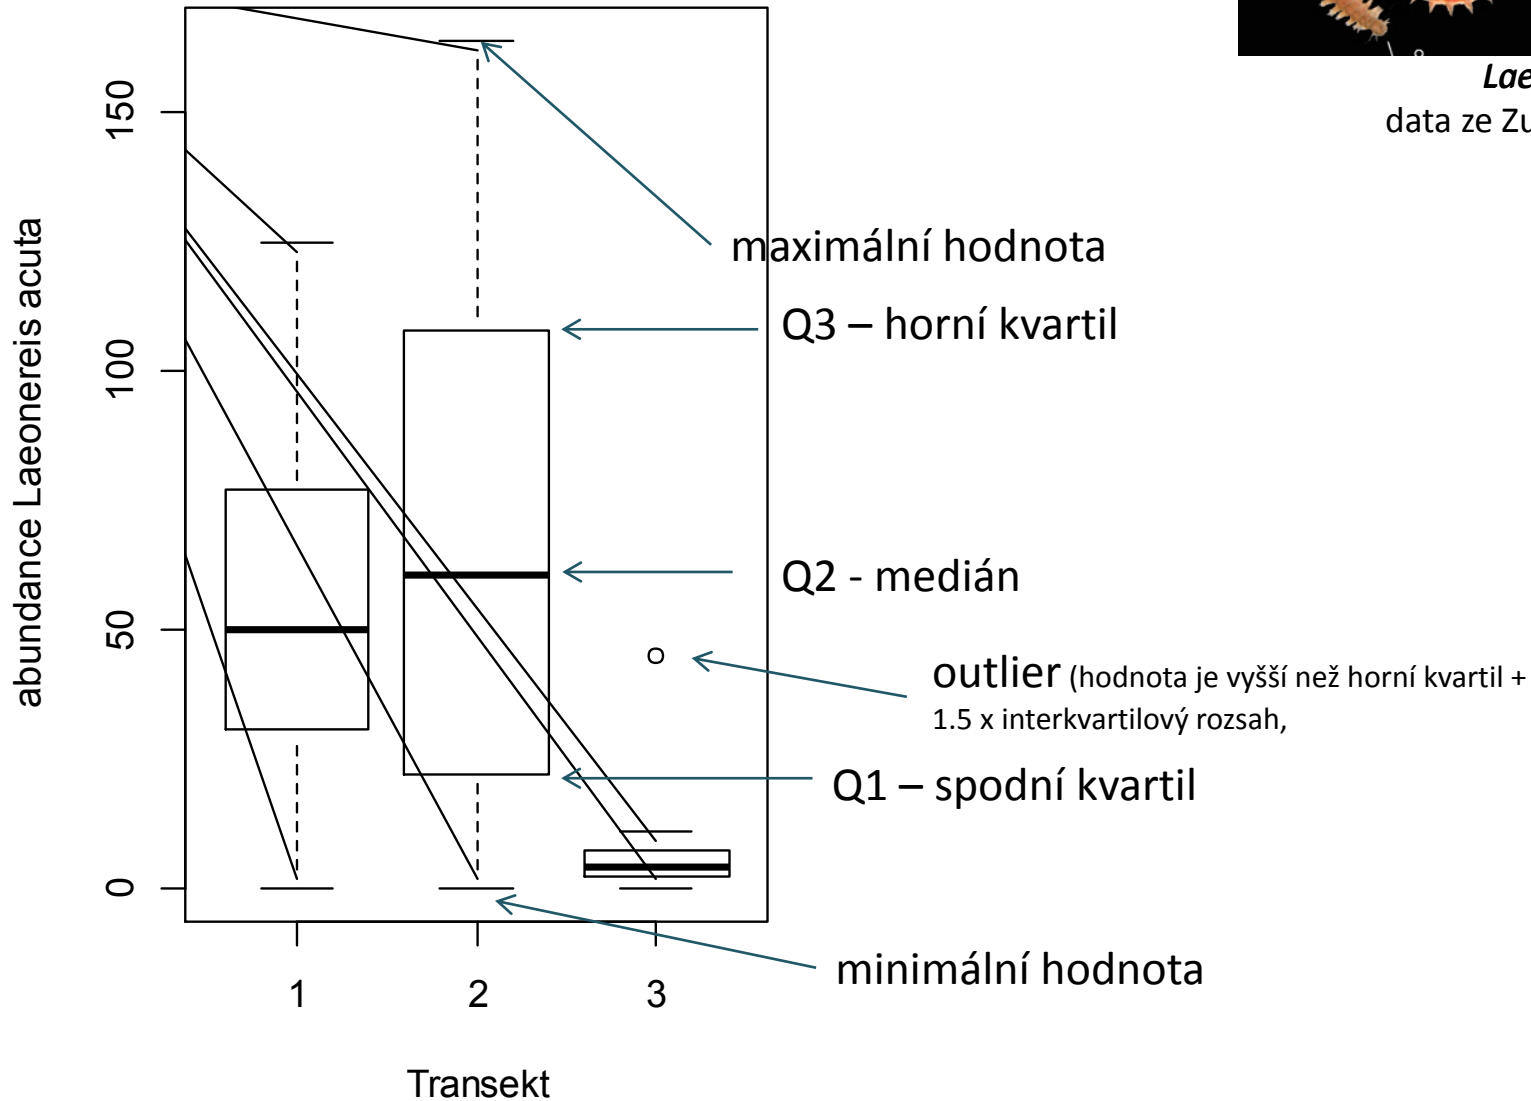 Lae
data ze Zu
150
100
50
0
abundance Laeonereis acuta
maximální hodnota
Q3 – horní kvartil
Q2 - medián
outlier (hodnota je vyšší než horní kvartil +
1.5 x interkvartilový rozsah,
Q1 – spodní kvartil
minimální hodnota
1 2 3
Transekt